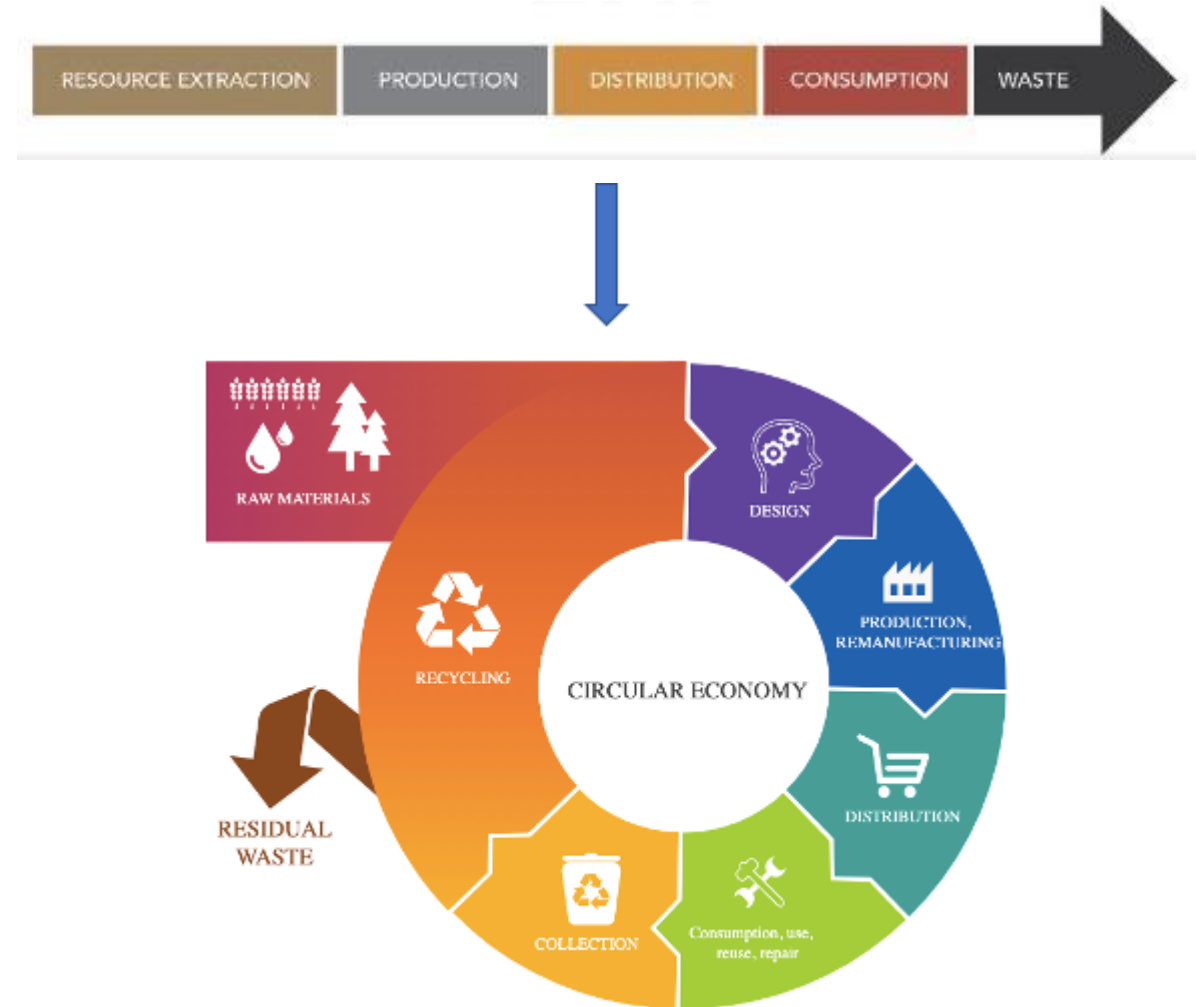 RESOURCE EXTRACTION
PRODUCTION
DISTRIBUTION
CONSUMPTION
WASTE
RAW MATERIALS
DESIGN
PRODUCTION,
REMANUFACTURING
RECYCLING
CIRCULAR ECONOMY
DISTRIBUTION
RESIDUAL
WASTE
COLLECTION
Consumption, use,
reuse, repair